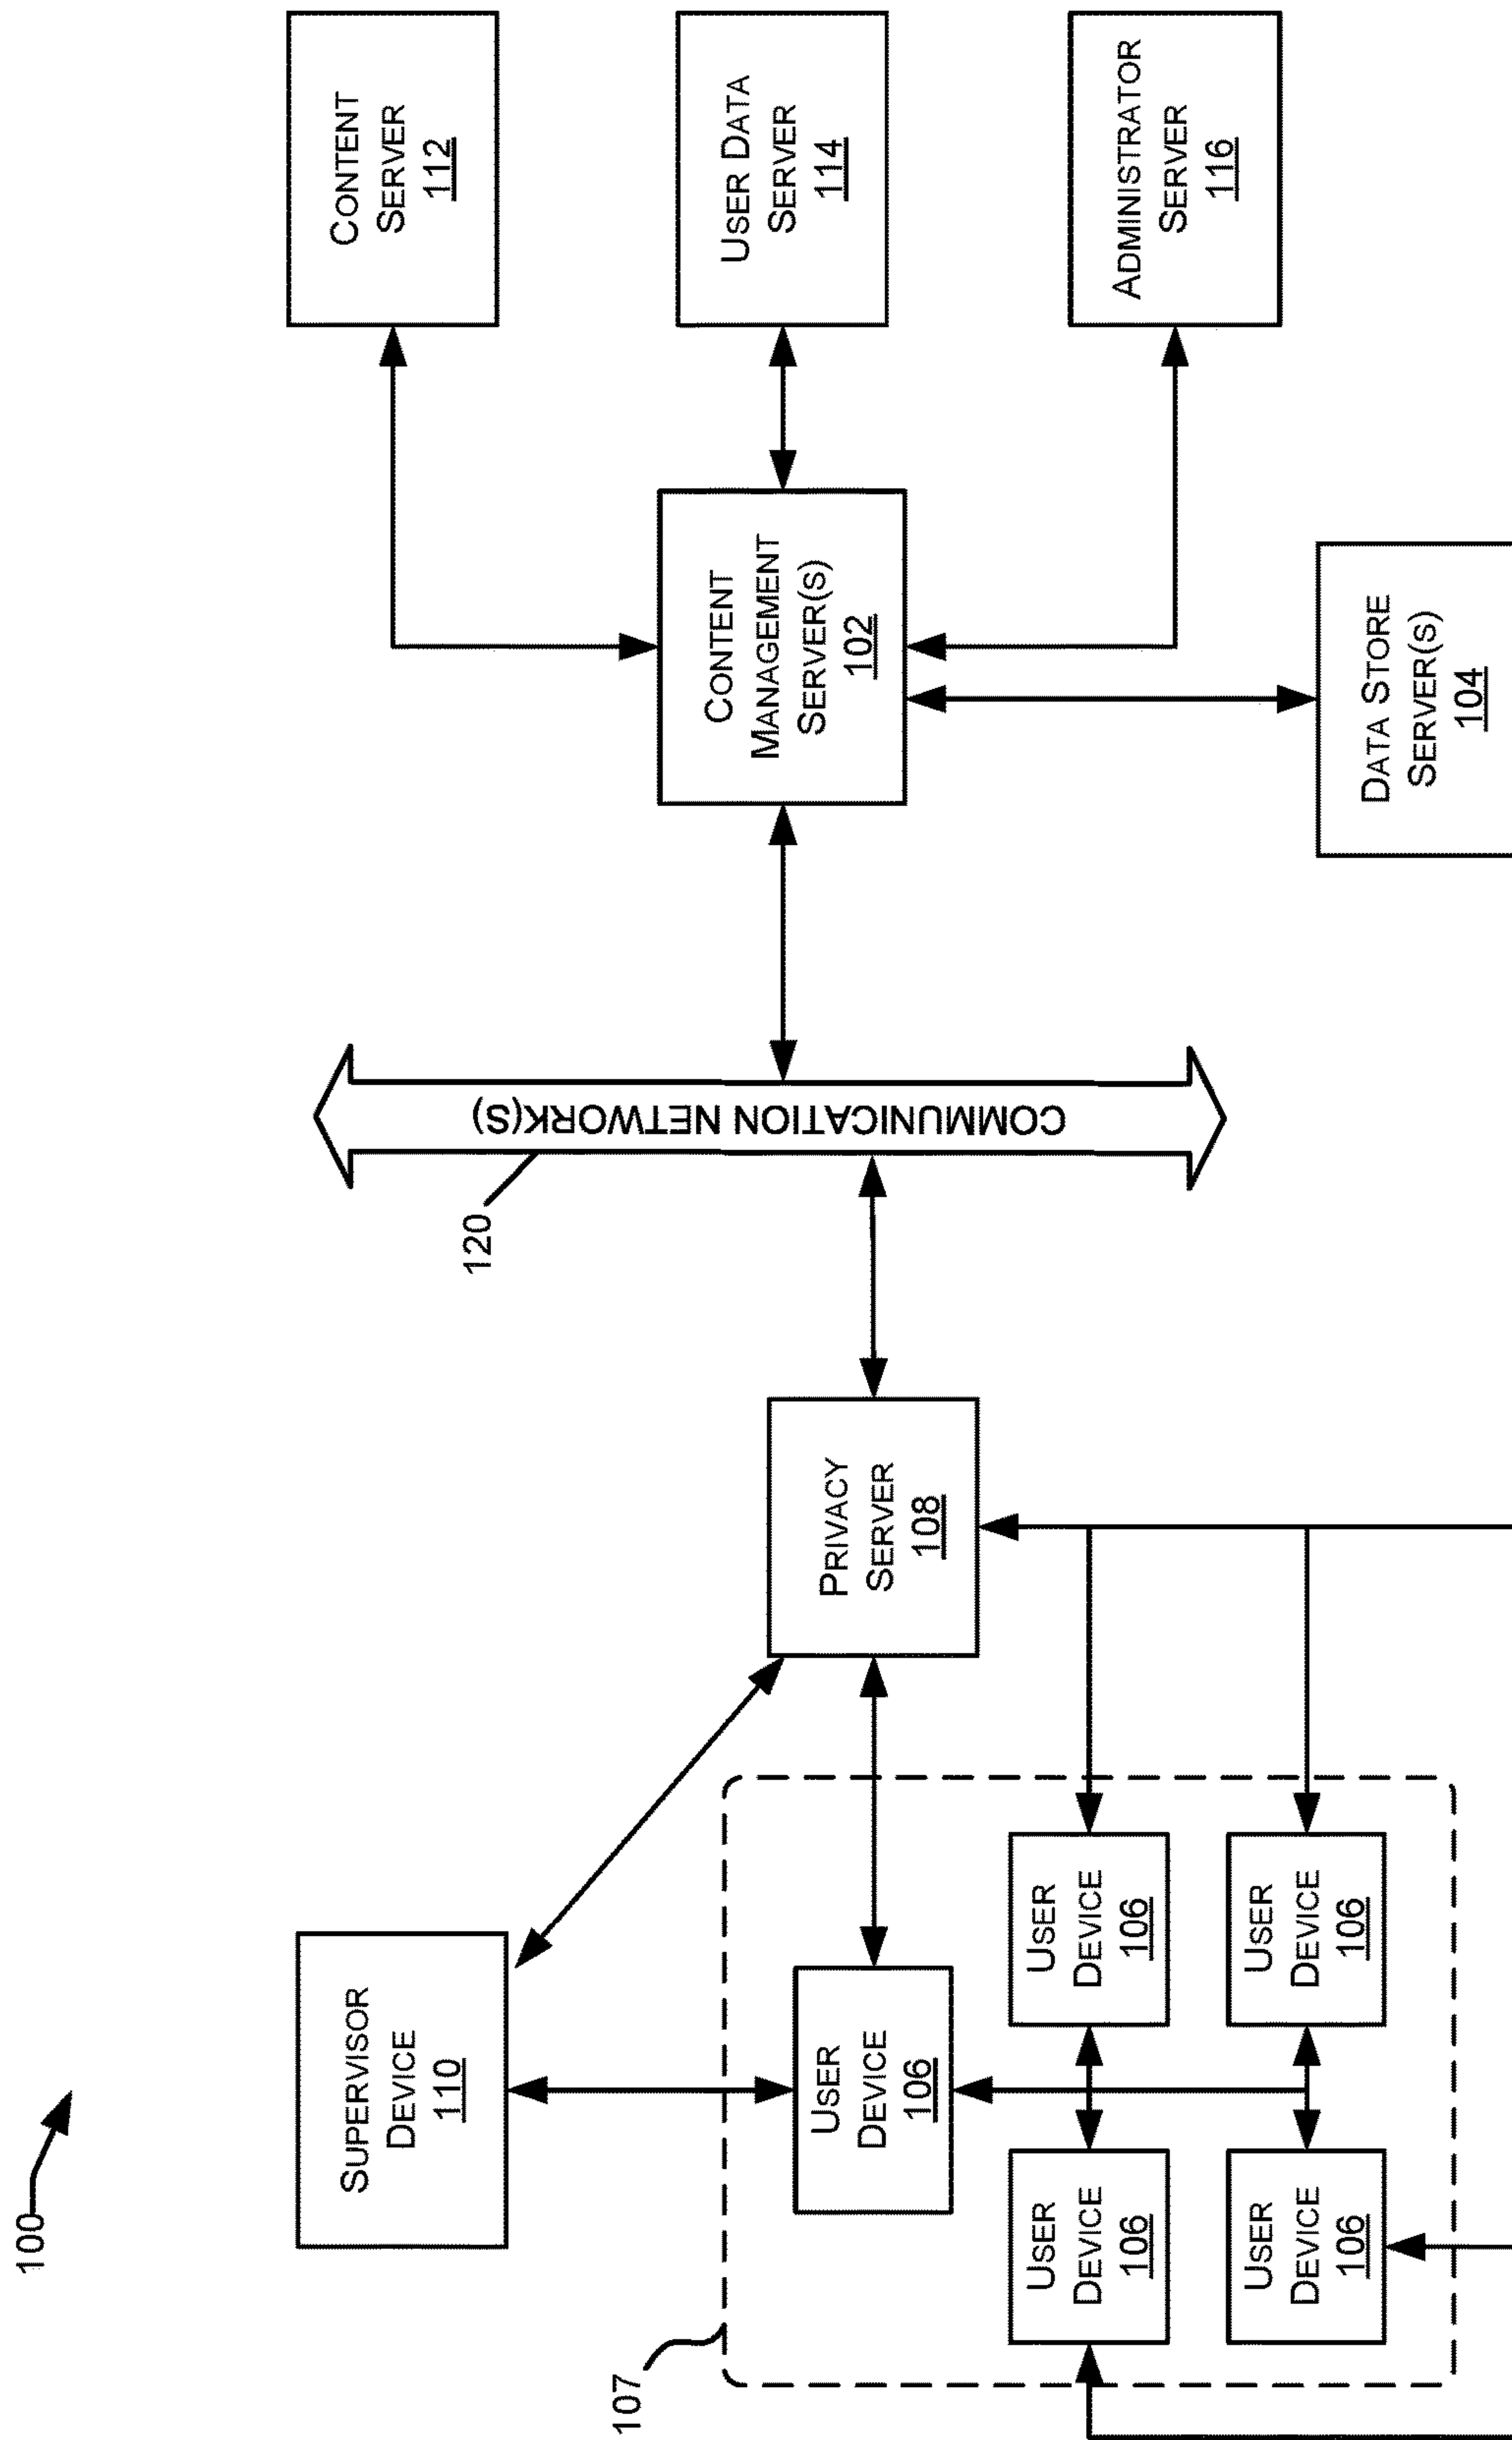 100
SUPERVISOR
DEVICE
110
107
USER
DEVICE
106
USER
DEVICE
106
USER
DEVICE
106
USER
DEVICE
106
USER
DEVICE
106
PRIVACY
SERVER
108
120
COMMUNICATION NETWORK(S)
CONTENT
MANAGEMENT
SERVER(S)
102
DATA STORE
SERVER(S)
104
CONTENT
SERVER
112
USER DATA
SERVER
114
ADMINISTRATOR
SERVER
116